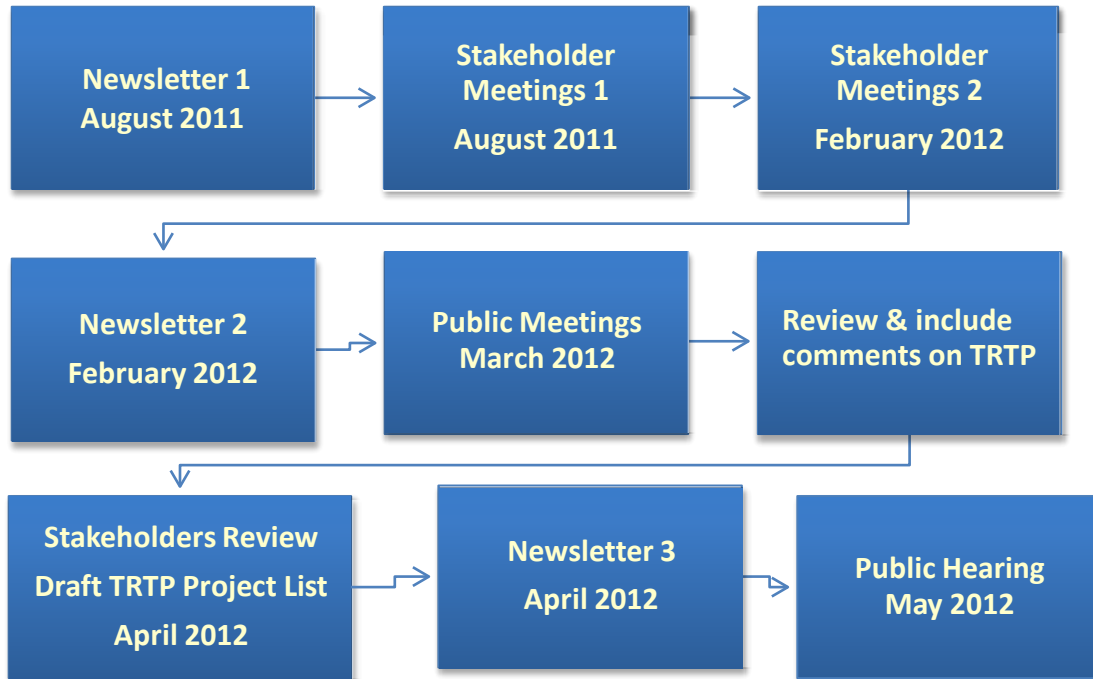 Newsletter 1
August 2011
Stakeholder
Meetings 1
August 2011
Stakeholder
Meetings 2
February 2012
Newsletter 2
February 2012
Public Meetings
March 2012
Review & include
comments on TRTP
Stakeholders Review
Draft TRTP Project List
April 2012
Newsletter 3
April 2012
Public Hearing
May 2012